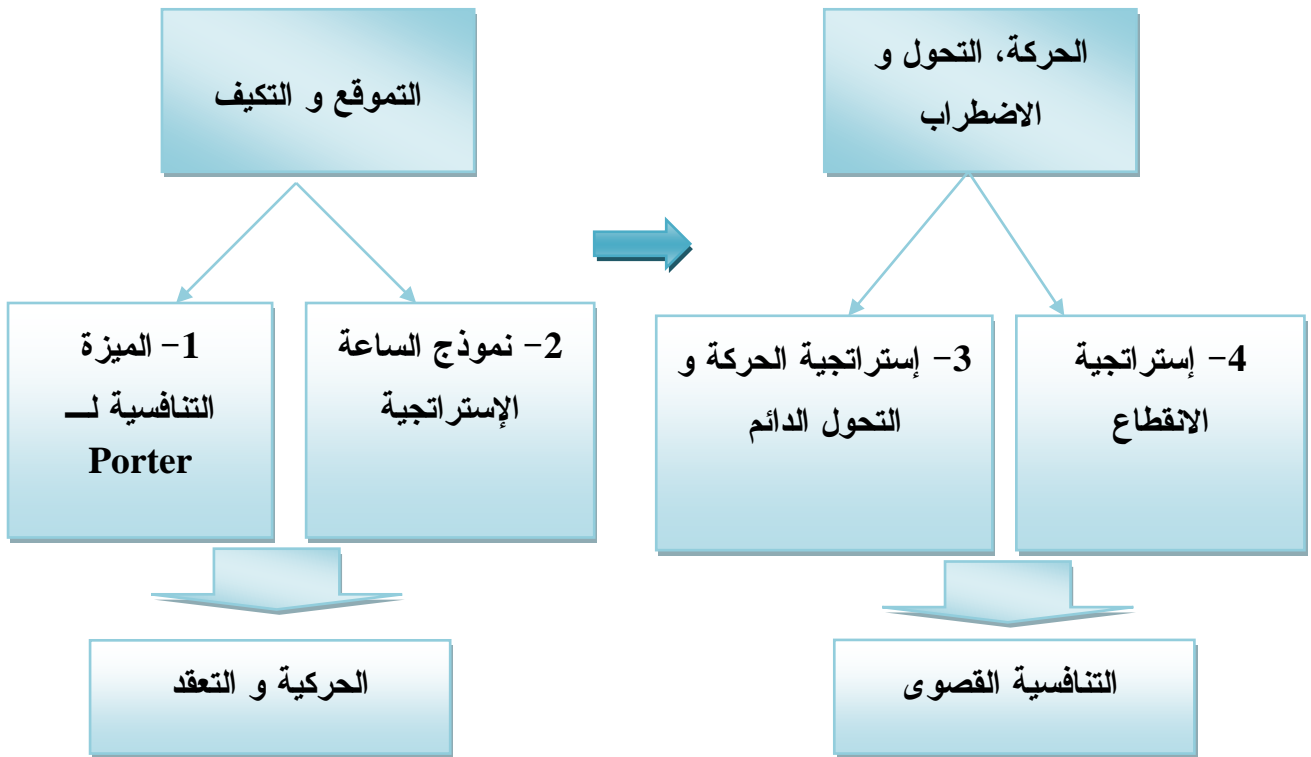 التموقع و التكيف
الحركة، التحول و
الاضطراب
1- الميزة
التنافسية لـــ
Porter
2- نموذج الساعة
الإستراتجية
3- إستراتجية الحركة و
التحول الدائم
4- إستراتجية
الانقطاع
الحركية و التعقد
التنافسية القصوى